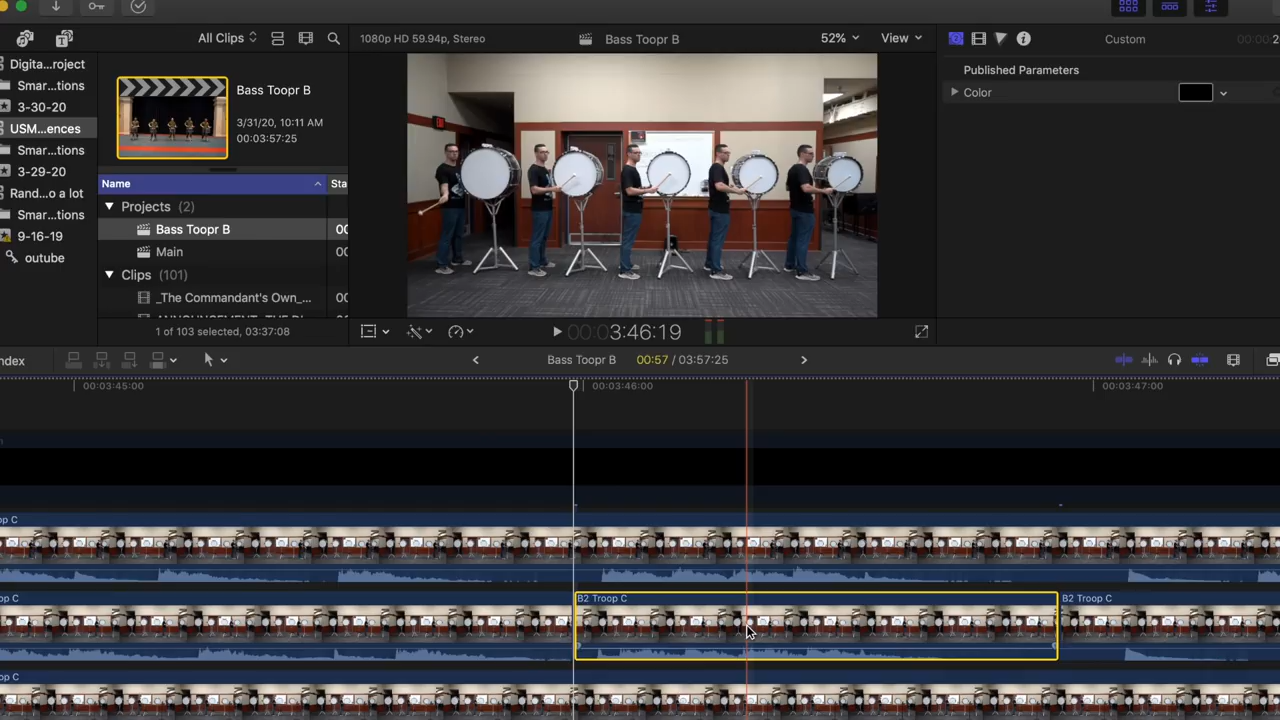 All Clips
1080p HD 59.94p, Stereo
Bass Toopr B
52%
View
Custom
Digita...roject
Smar...tions
3-30-20
USM...ences
Smar...tions
3-29-20
Rand...o a lot
Smar...tions
9-16-19
outube
Bass Toopr B
3/31/20, 10:11 AM
00:03:57:25
Name
Sta
Projects (2)
Bass Toopr B
00
Main
00
Clips (101)
_The Commandant's Own_...
00
1 of 103 selected, 03:37:08
Published Parameters
Color
00:00:03:46:19
ndex
Bass Toopr B
00:57 / 03:57:25
00:03:45:00
00:03:46:00
00:03:47:00
op C
op C
B2 Troop C
B2 Troop C
op C